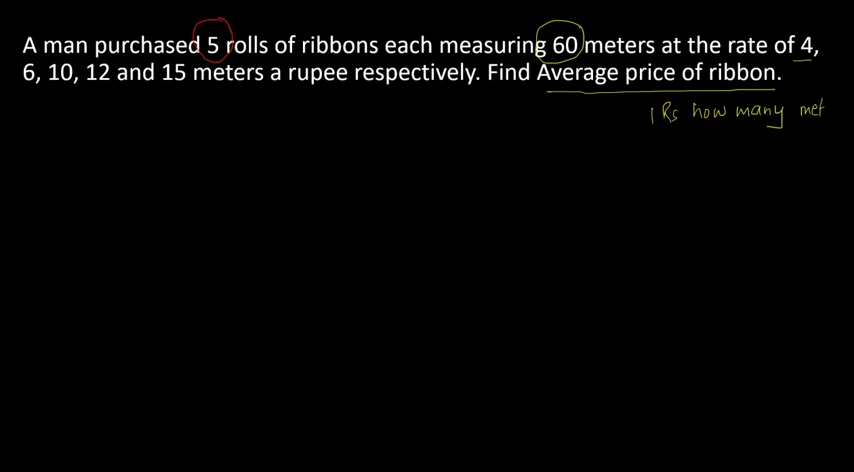 A man purchased 5 rolls of ribbons each measuring 60 meters at the rate of 4,
6, 10, 12 and 15 meters a rupee respectively. Find Average price of ribbon.
1 Rs how many met